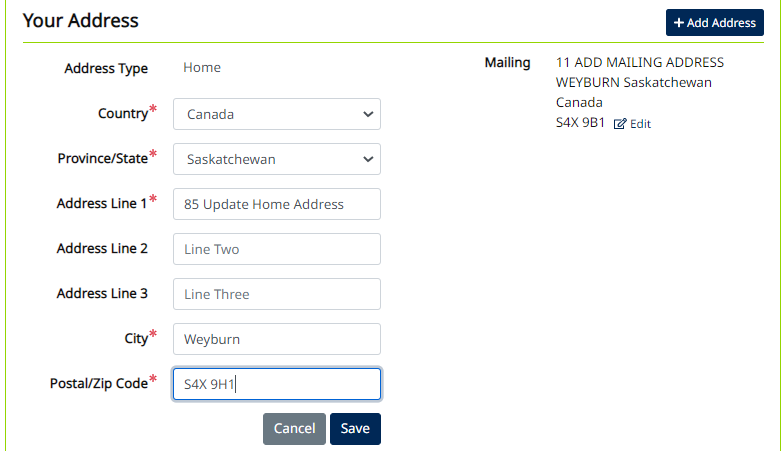 Your Address
+ Add Address
Address Type Home
Country* Canada
Province/State* Saskatchewan
Address Line 1* 85 Update Home Address
Address Line 2 Line Two
Address Line 3 Line Three
City* Weyburn
Postal/Zip Code* S4X 9H1
Cancel Save
Mailing 11 ADD MAILING ADDRESS
WEYBURN Saskatchewan
Canada
S4X 9B1 Edit